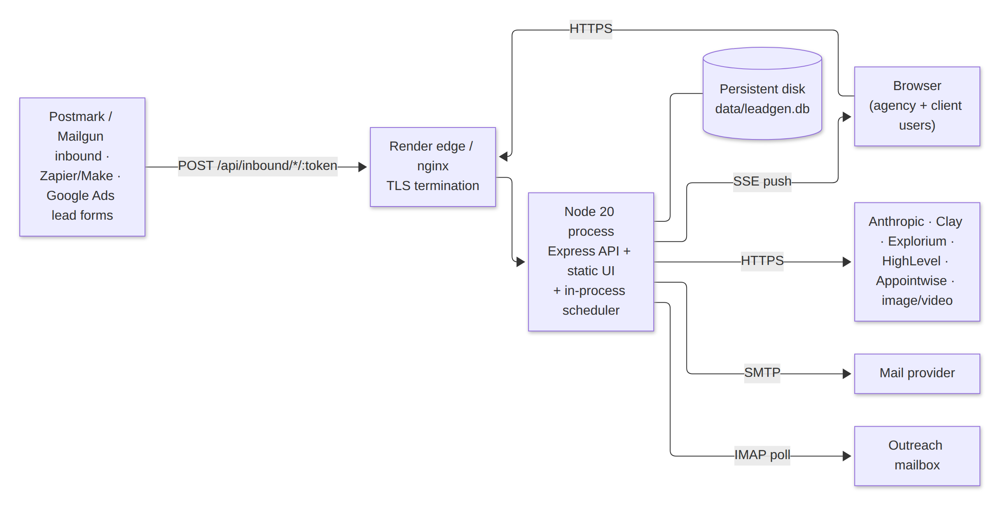 HTTPS
Persistent disk
data/leadgen.db
Browser
(agency + client
users)
Postmark /
Mailgun
inbound ·
Zapier/Make ·
Google Ads
lead forms
POST /api/inbound/*/:token
Render edge /
nginx
TLS termination
SSE push
Node 20
process
Express API +
static UI
+ in-process
scheduler
HTTPS
Anthropic · Clay
· Explorium ·
HighLevel ·
Appointwise ·
image/video
SMTP
Mail provider
IMAP poll
Outreach
mailbox